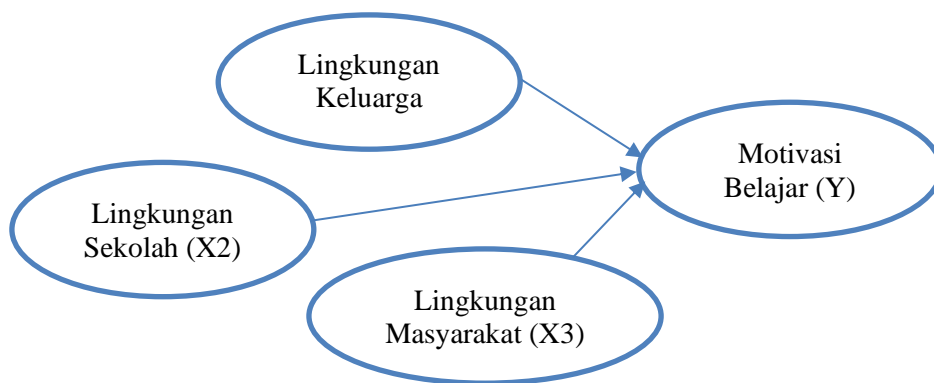 Lingkungan
Keluarga
Motivasi
Belajar (Y)
Lingkungan
Sekolah (X2)
Lingkungan
Masyarakat (X3)